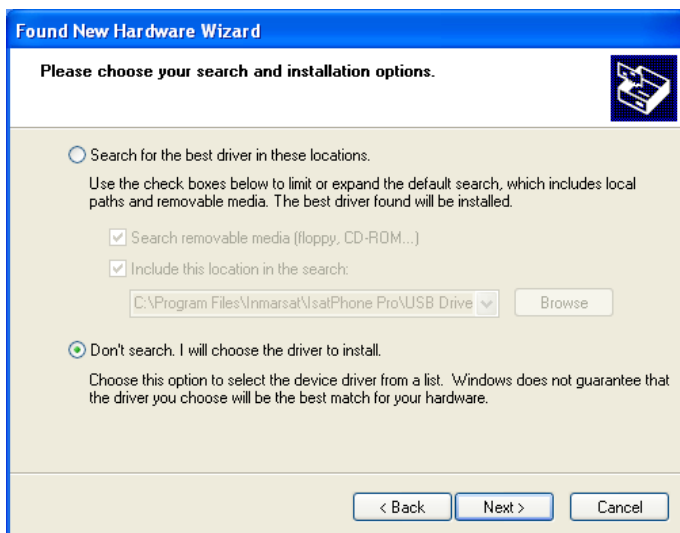 Found New Hardware Wizard
Please choose your search and installation options.
Search for the best driver in these locations.
Use the check boxes below to limit or expand the default search, which includes local
paths and removable media. The best driver found will be installed.
Search removable media (floppy, CD-ROM...)
Include this location in the search:
C:\Program Files\Inmarsat\IsatPhone Pro\USB Drive
Browse
Don't search. I will choose the driver to install.
Choose this option to select the device driver from a list. Windows does not guarantee that
the driver you choose will be the best match for your hardware.
< Back Next > Cancel